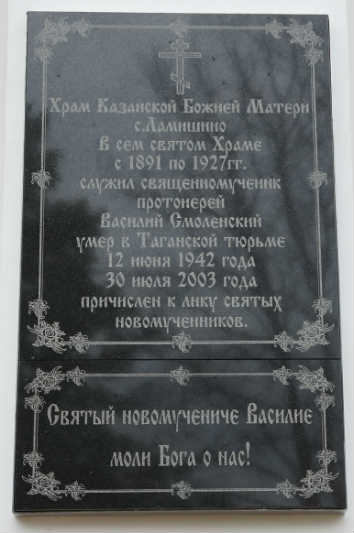 Храм Казанской Божией Матери
с.Ламишино
В сем святом Храме
с 1891 по 1927гг.
служил священномученик
протоиерей
Василий Смоленский
умер в Таганской тюрьме
12 июня 1942 года
30 июля 2003 года
причислен к лику святых
новомученников.
Святый новомучениче Василие
моли Бога о нас!